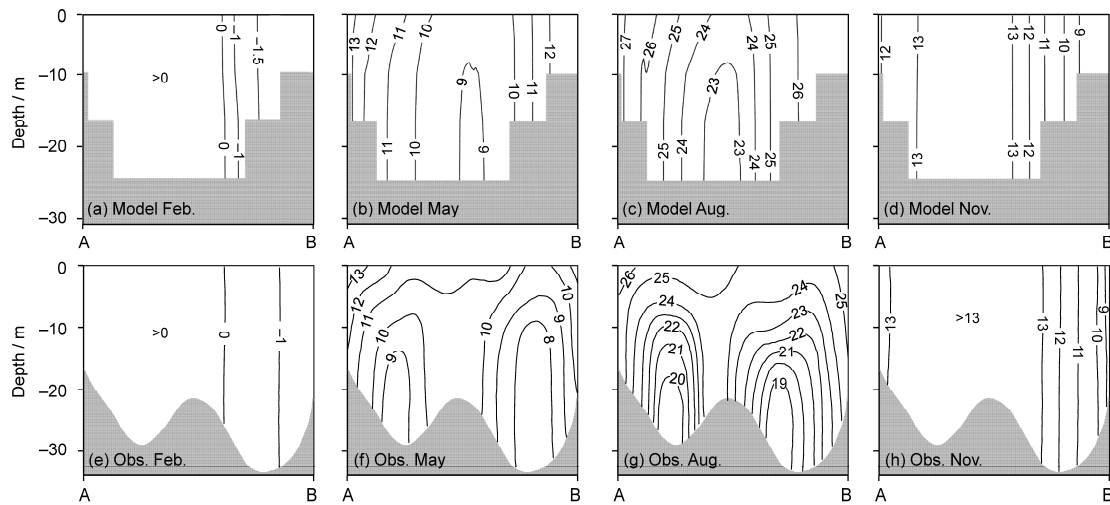 Depth / m
0
−10
−20
−30
0 −1 −1.5
>0
0 −1
(a) Model Feb.
A B
13 12 11 10 12
9 10 11
11 10 9
(b) Model May
A B
27 26 25 24 24 25
23 26
25 24 23 24 25
(c) Model Aug.
A B
12 13 13 12 11 10 9
13 13 12
(d) Model Nov.
A B
Depth / m
0
−10
−20
−30
>0 0 −1
(e) Obs. Feb.
A B
13 12 11 10 9 10 9 8 10
(f) Obs. May
A B
26 25 24 22 21 20 24 23 22 21 19 25
(g) Obs. Aug.
A B
13 >13 13 12 11 10 9
(h) Obs. Nov.
A B